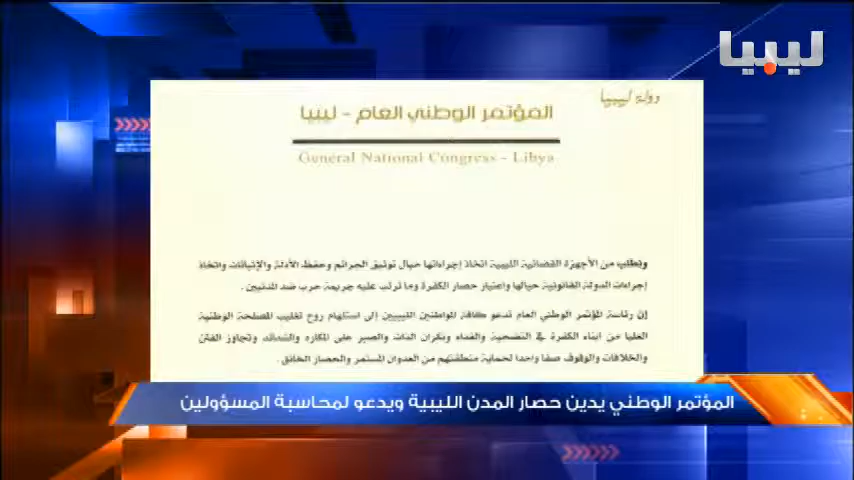 ليبيا
دولة ليبيا
المؤتمر الوطني العام - ليبيا
General National Congress - Libya
ونطلب من الأجهزة القضائية الليبية اتخاذ إجراءاتها حيال توثيق الجرائم وحفظ الأدلة والإثباتات واتخاذ
إجراءات الدولة القانونية حيالها واعتبار حصار الكفرة وما ترتب عليه جريمة حرب ضد المدنيين .
إن رئاسة المؤتمر الوطني العام تدعو كافة المواطنين الليبيين إلى استلهام روح تغليب المصلحة الوطنية
العليا من أبناء الكفرة في التضحية والفداء ونكران الذات والصبر على المكاره والشدائد وتجاوز الفتن
والخلافات والوقوف صفا واحدا لحماية منطقتهم من العدوان المستمر والحصار الخانق .
المؤتمر الوطني يدين حصار المدن الليبية ويدعو لمحاسبة المسؤولين